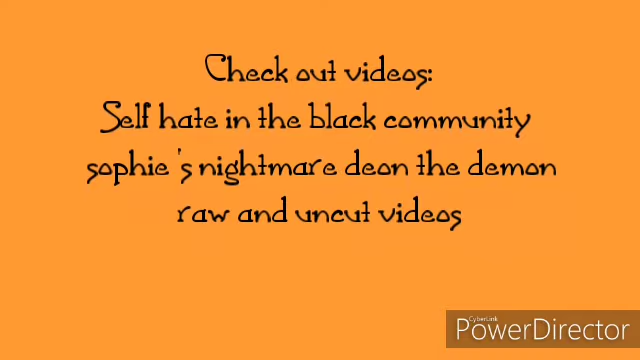 Check out videos:
Self hate in the black community
sophie 's nightmare deon the demon
raw and uncut videos
CyberLink
PowerDirector